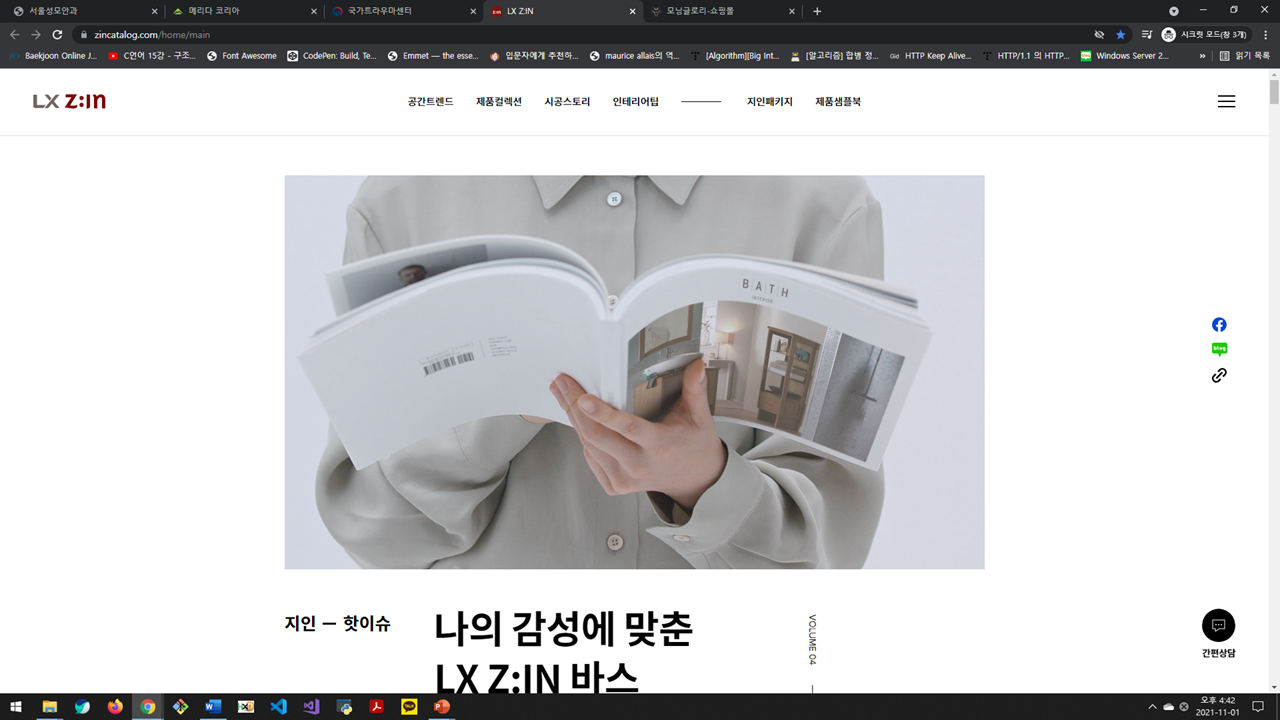 서울성모안과
메리다 코리아
국가트라우마센터
LX Z:IN
모닝글로리-쇼핑몰
zincatalog.com/home/main
시크릿 모드(창 3개)
Baekjoon Online J...
C언어 15강 - 구조...
Font Awesome
CodePen: Build, Te...
Emmet — the esse...
입문자에게 추천하...
maurice allais의 역...
[Algorithm][Big Int...
[알고리즘] 합병 정...
HTTP Keep Alive...
HTTP/1.1 의 HTTP...
Windows Server 2...
»
읽기 목록
LX Z:IN
공간트렌드
제품컬렉션
시공스토리
인테리어팁
지인패키지
제품샘플북
BATH
INTERIOR
blog
지인 — 핫이슈
나의 감성에 맞춘
LX Z:IN 바스
VOLUME 04
간편상담
오후 4:42
2021-11-01